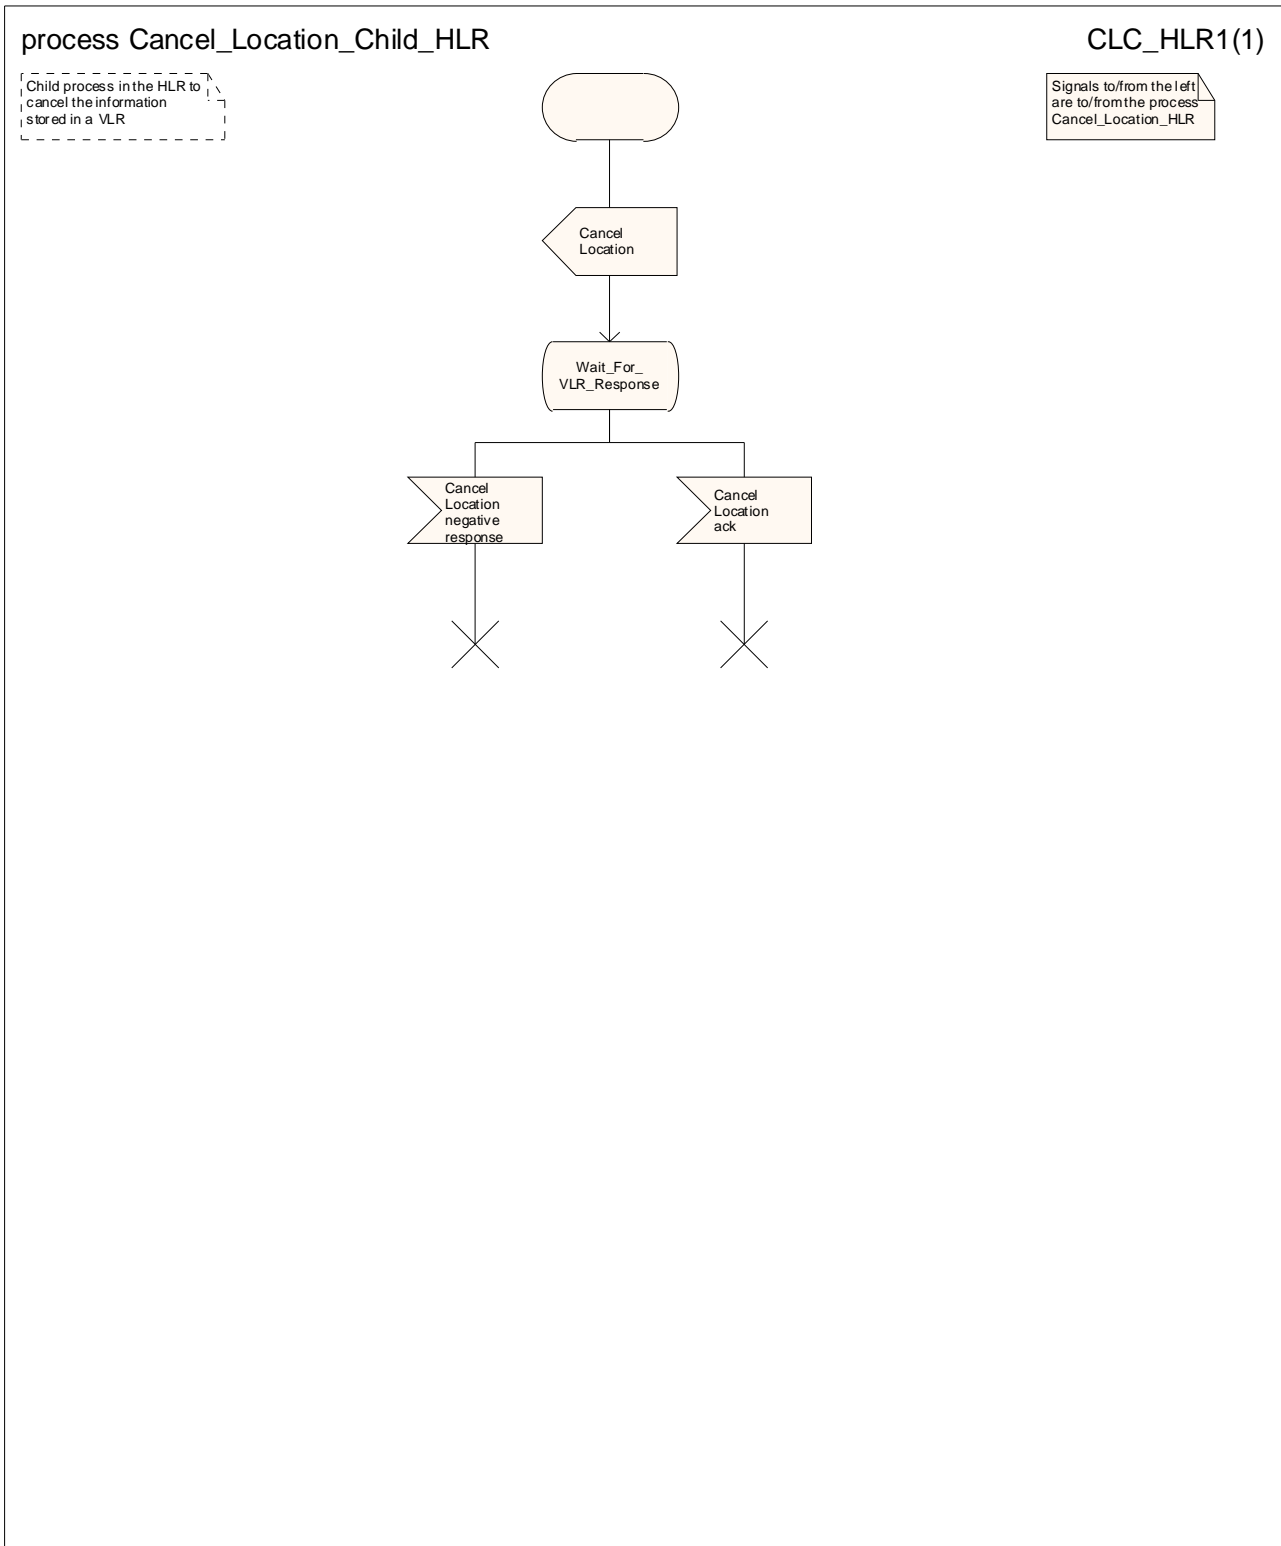 process Cancel_Location_Child_HLR
CLC_HLR1(1)
Child process in the HLR to
cancel the information
stored in a VLR
Signals to/from the left
are to/from the process
Cancel_Location_HLR
Cancel
Location
Wait_For_
VLR_Response
Cancel
Location
negative
response
Cancel
Location
ack